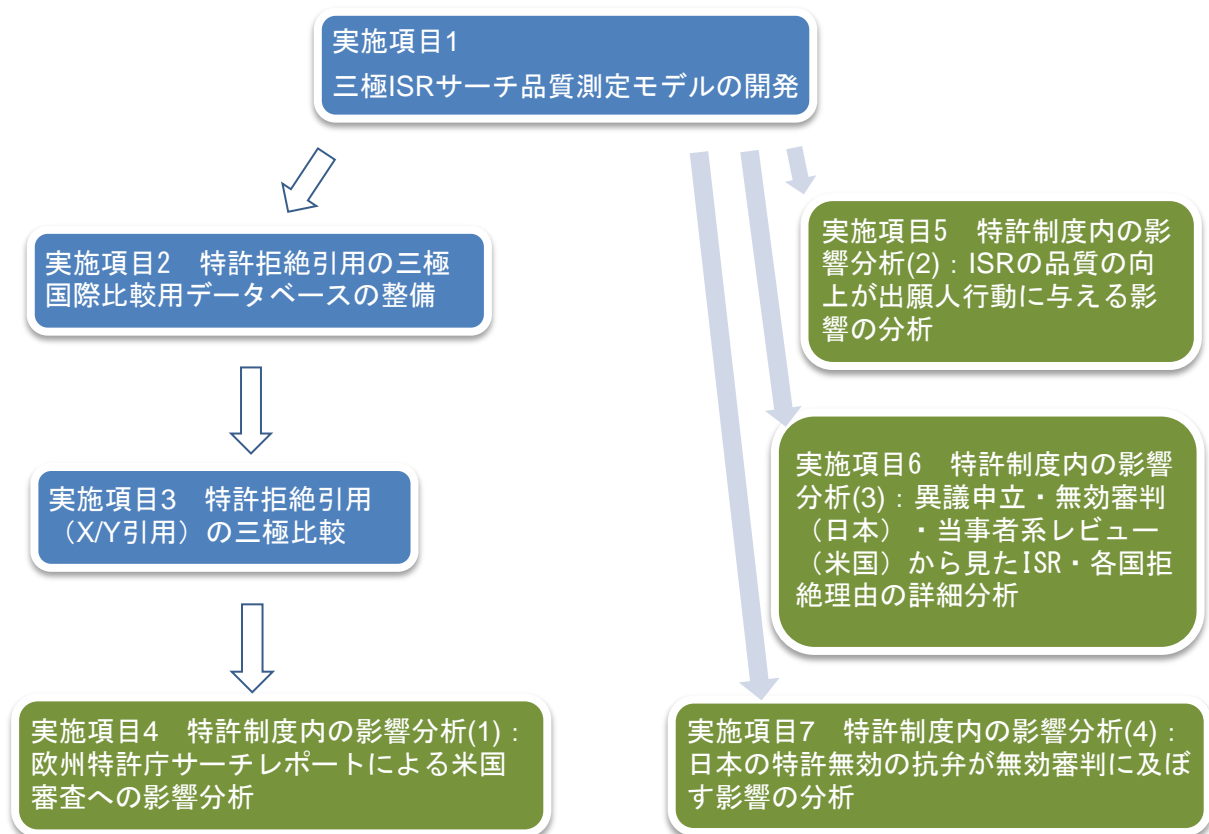 実施項目1
三極ISRサーチ品質測定モデルの開発
実施項目2　特許拒絶引用の三極
国際比較用データベースの整備
実施項目3　特許拒絶引用
（X/Y引用）の三極比較
実施項目4　特許制度内の影響分析(1)：
欧州特許庁サーチレポートによる米国
審査への影響分析
実施項目5　特許制度内の影
響分析(2)：ISRの品質の向
上が出願人行動に与える影
響の分析
実施項目6　特許制度内の影響
分析(3)：異議申立・無効審判
（日本）・当事者系レビュー
（米国）から見たISR・各国拒
絶理由の詳細分析
実施項目7　特許制度内の影響分析(4)：
日本の特許無効の抗弁が無効審判に及ぼ
す影響の分析